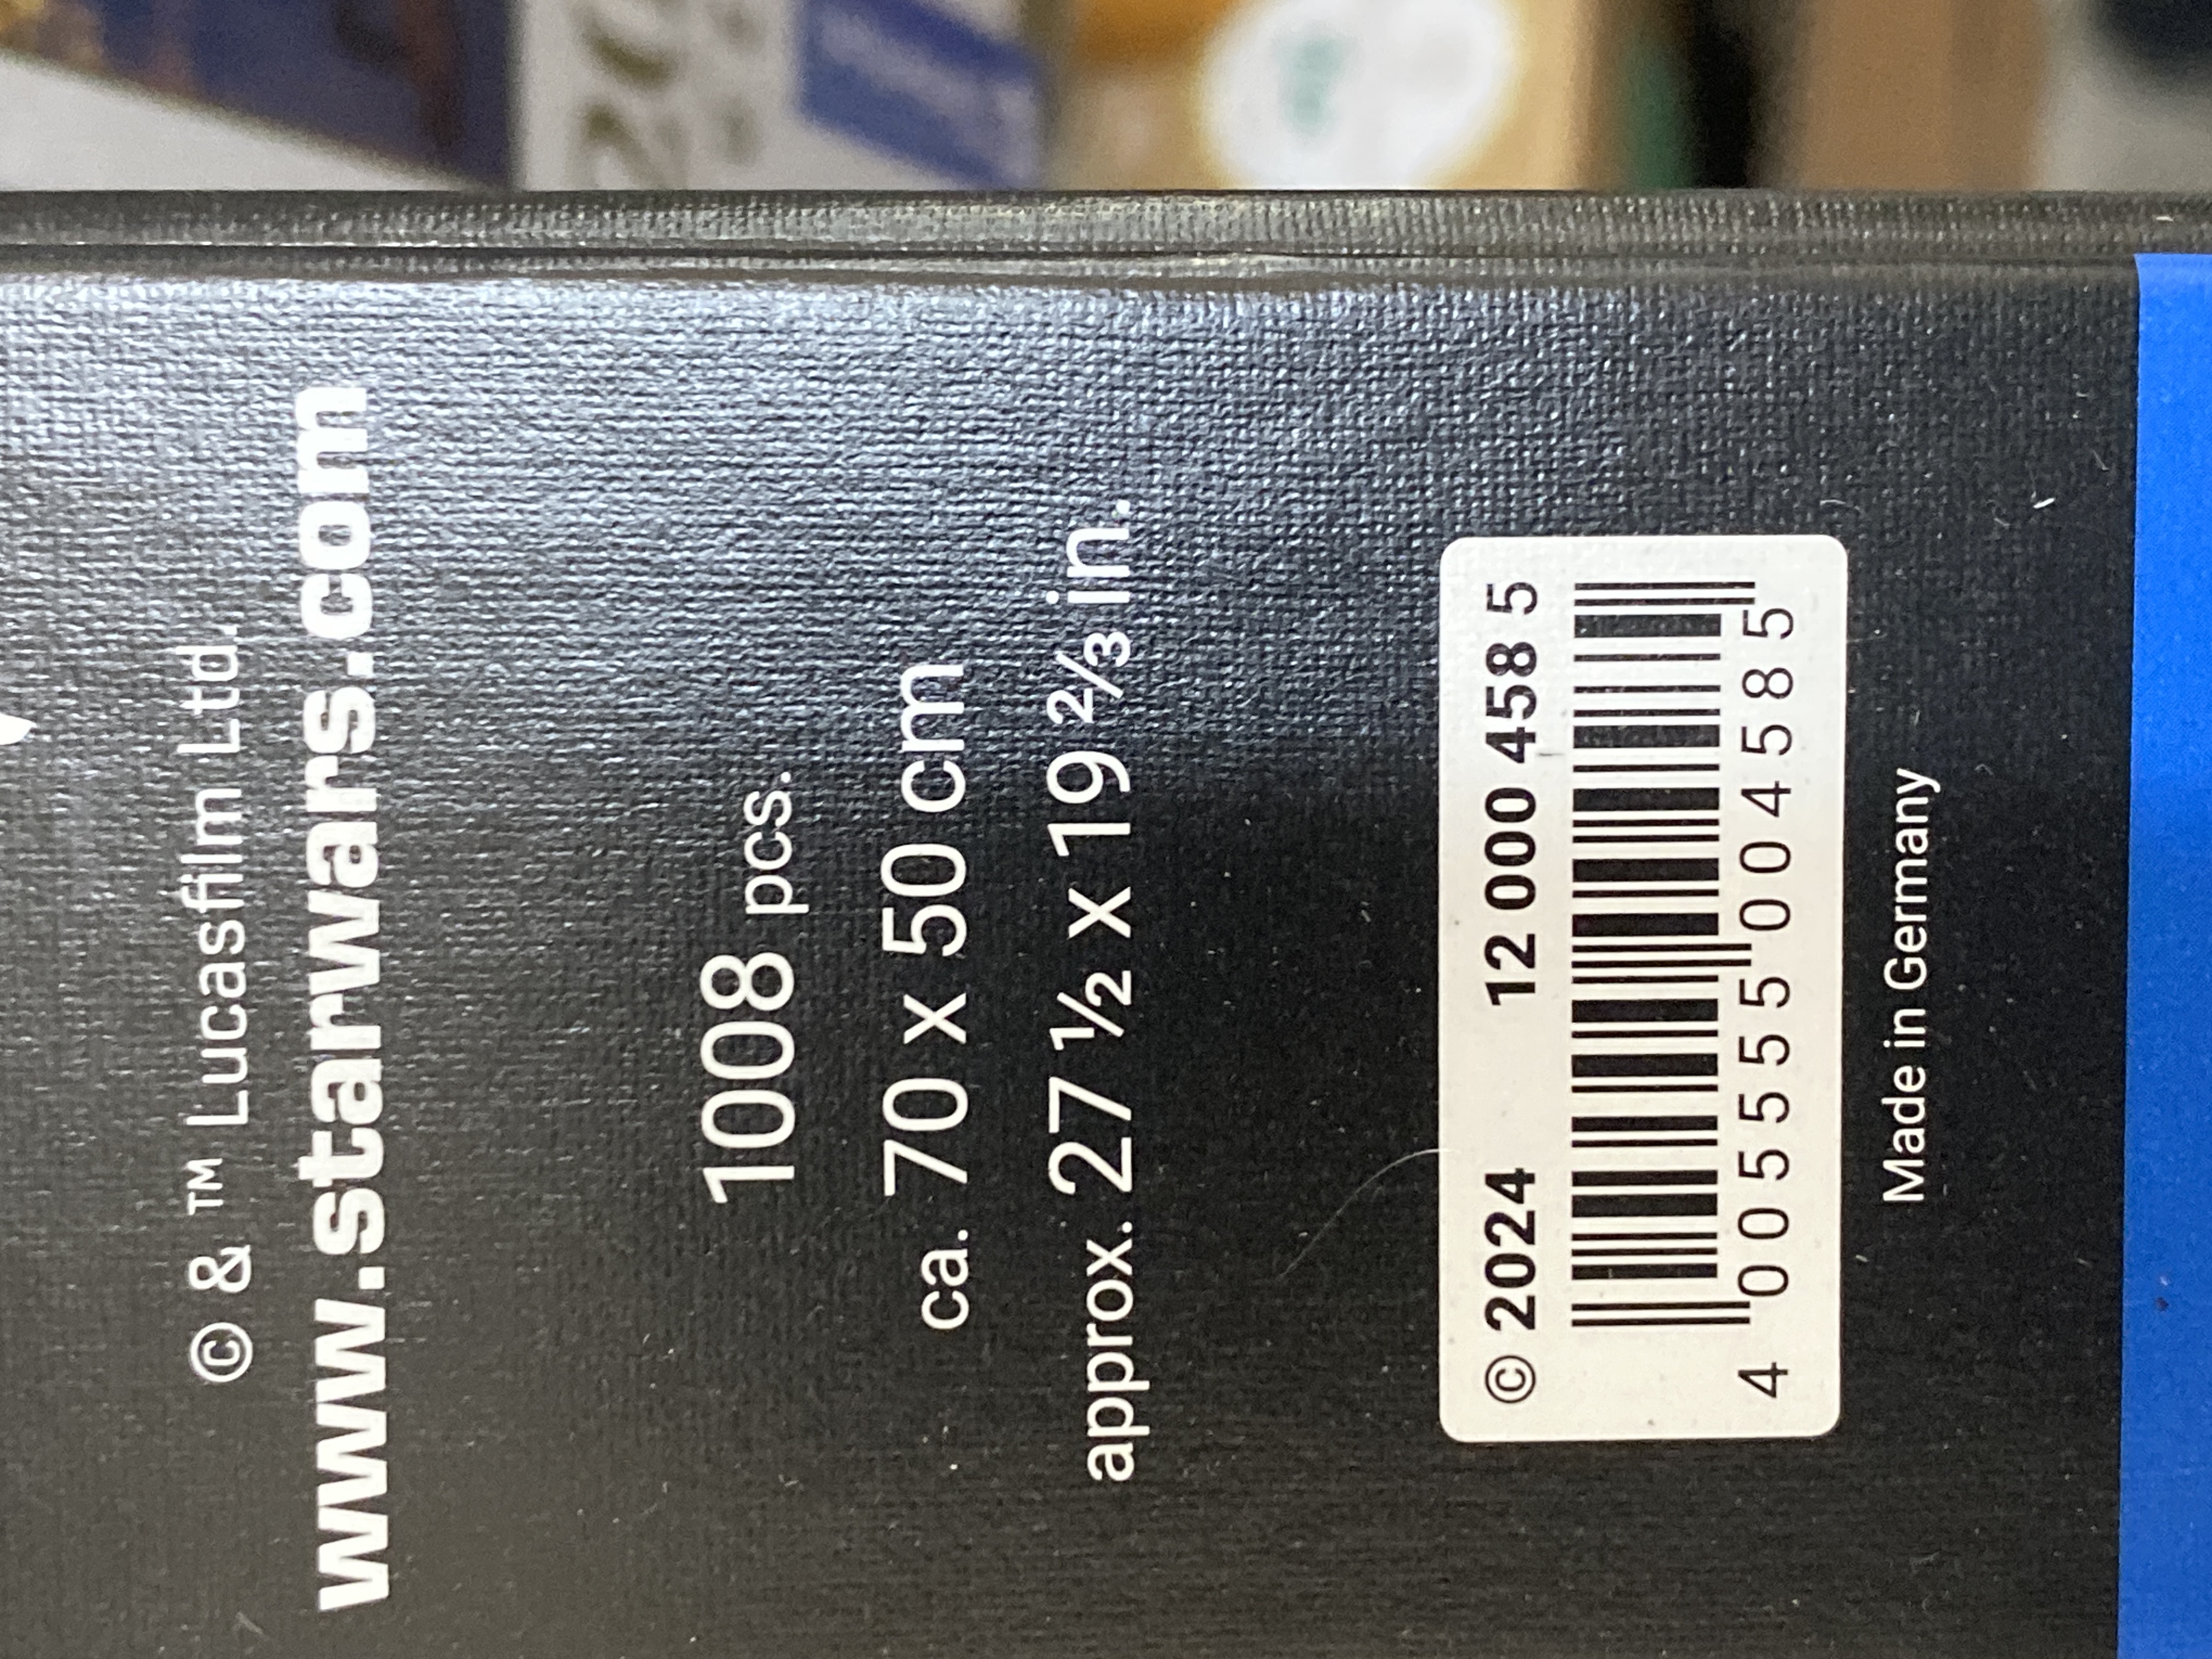 © & ™ Lucasfilm Ltd.
www.starwars.com
1008 pcs.
ca. 70 x 50 cm
approx. 27 ½ x 19 ⅔ in.
© 2024 12 000 458 5
4 005555 004585
Made in Germany